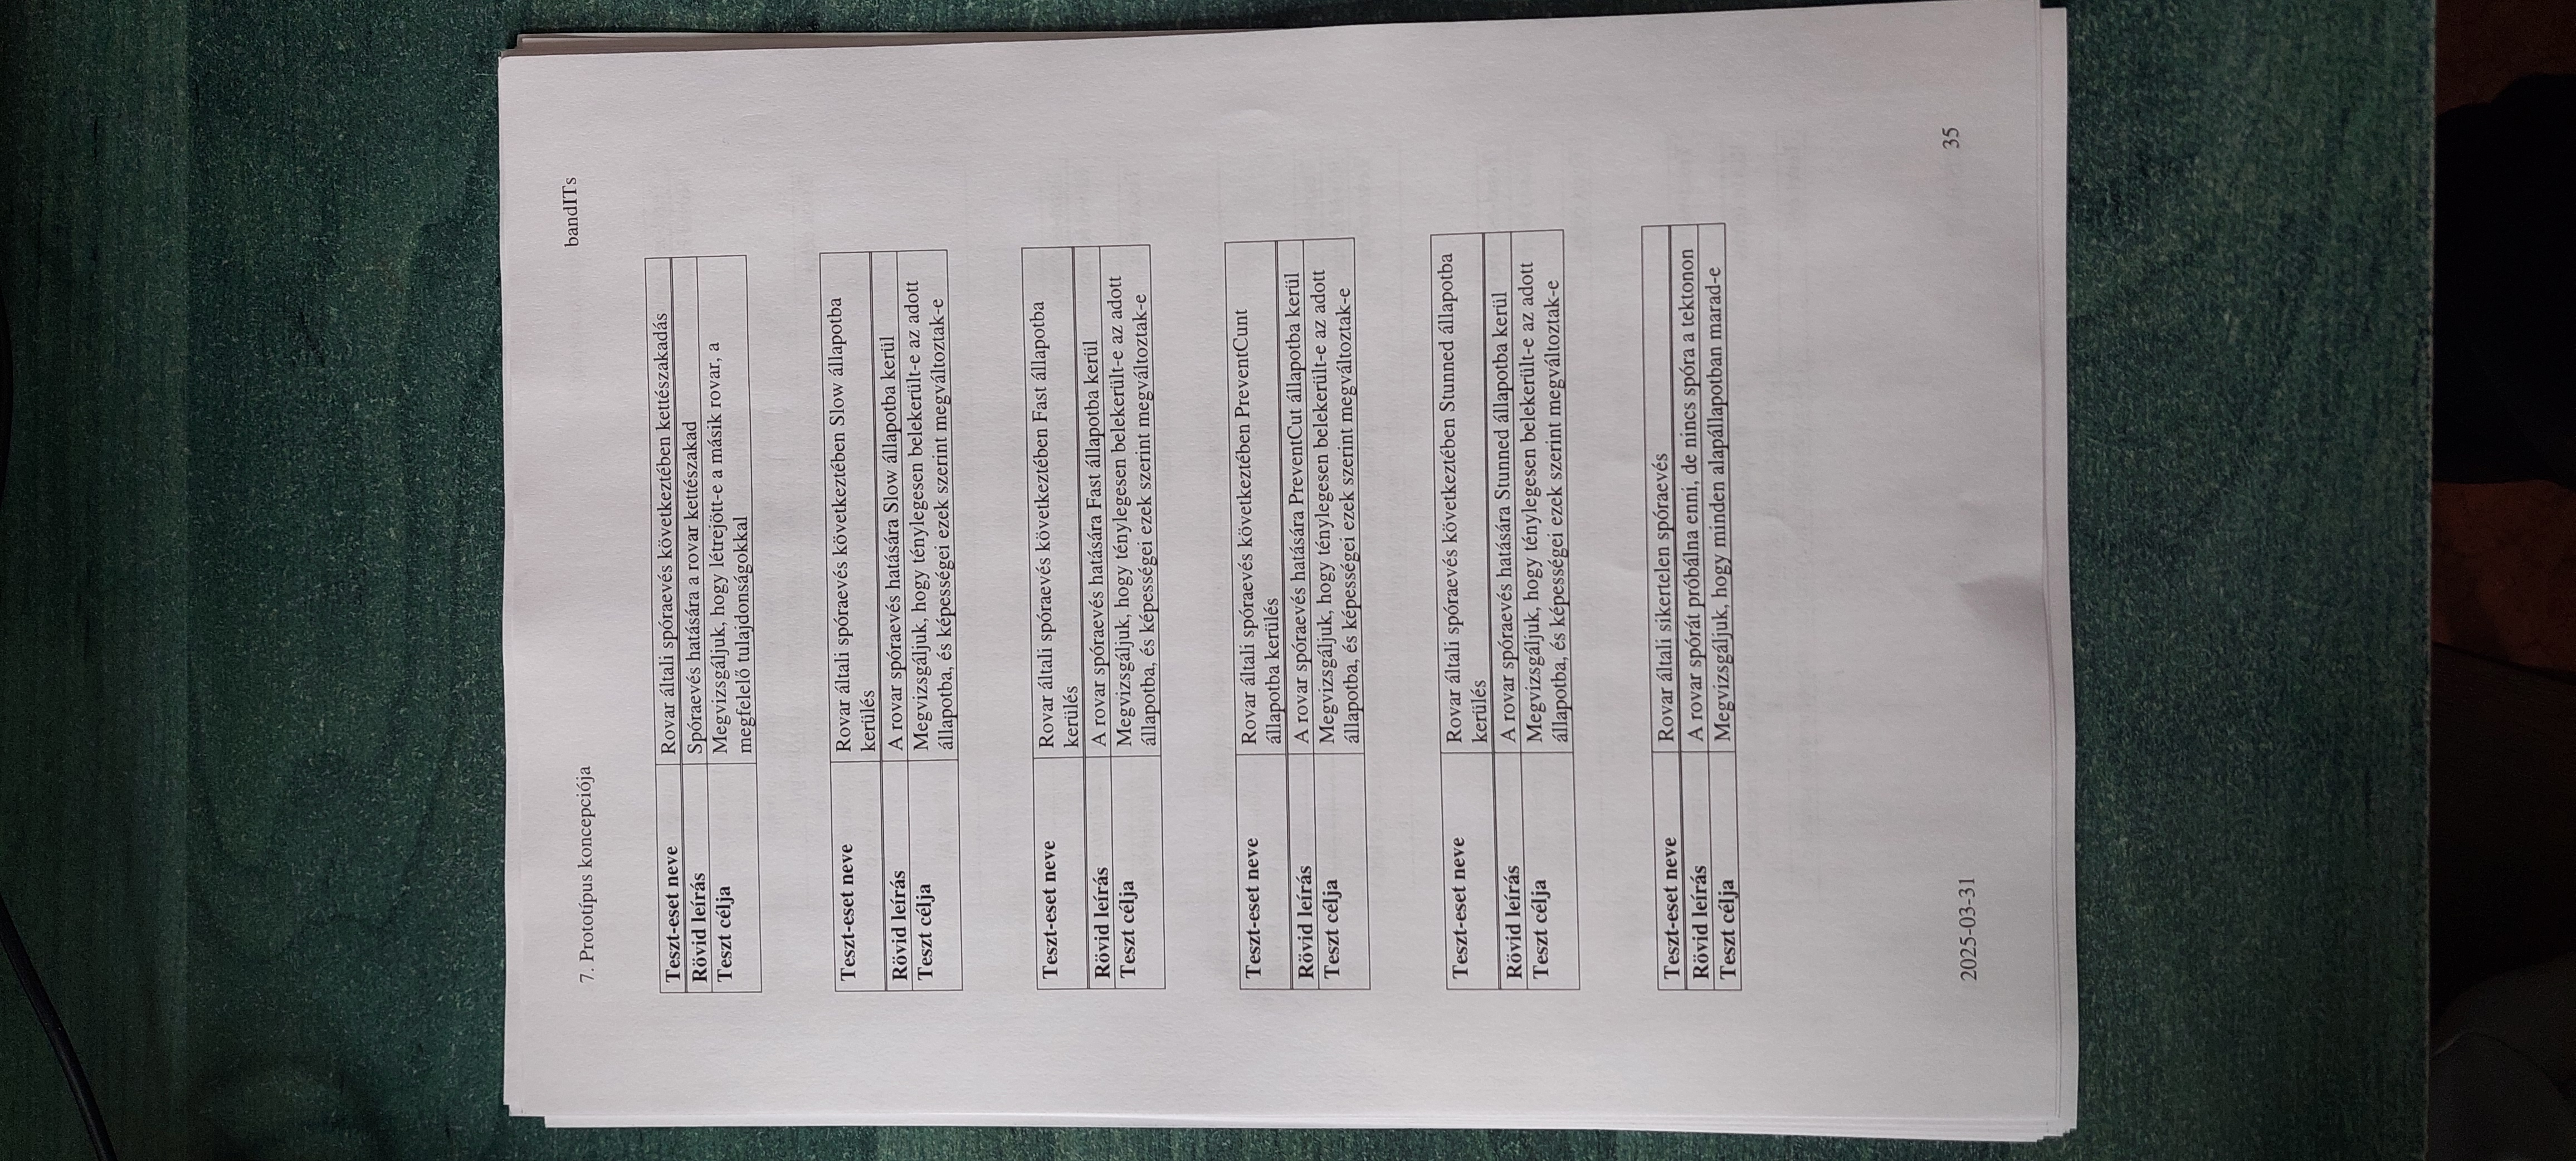 7. Prototípus koncepciója bandITs
Teszt-eset neve Rovar általi spóraevés következtében kettészakadás
Rövid leírás Spóraevés hatására a rovar kettészakad
Teszt célja Megvizsgáljuk, hogy létrejött-e a másik rovar, a
megfelelő tulajdonságokkal
Teszt-eset neve Rovar általi spóraevés következtében Slow állapotba
kerülés
Rövid leírás A rovar spóraevés hatására Slow állapotba kerül
Teszt célja Megvizsgáljuk, hogy ténylegesen belekerült-e az adott
állapotba, és képességei ezek szerint megváltoztak-e
Teszt-eset neve Rovar általi spóraevés következtében Fast állapotba
kerülés
Rövid leírás A rovar spóraevés hatására Fast állapotba kerül
Teszt célja Megvizsgáljuk, hogy ténylegesen belekerült-e az adott
állapotba, és képességei ezek szerint megváltoztak-e
Teszt-eset neve Rovar általi spóraevés következtében PreventCunt
állapotba kerülés
Rövid leírás A rovar spóraevés hatására PreventCut állapotba kerül
Teszt célja Megvizsgáljuk, hogy ténylegesen belekerült-e az adott
állapotba, és képességei ezek szerint megváltoztak-e
Teszt-eset neve Rovar általi spóraevés következtében Stunned állapotba
kerülés
Rövid leírás A rovar spóraevés hatására Stunned állapotba kerül
Teszt célja Megvizsgáljuk, hogy ténylegesen belekerült-e az adott
állapotba, és képességei ezek szerint megváltoztak-e
Teszt-eset neve Rovar általi sikertelen spóraevés
Rövid leírás A rovar spórát próbálna enni, de nincs spóra a tektonon
Teszt célja Megvizsgáljuk, hogy minden alapállapotban marad-e
2025-03-31 35